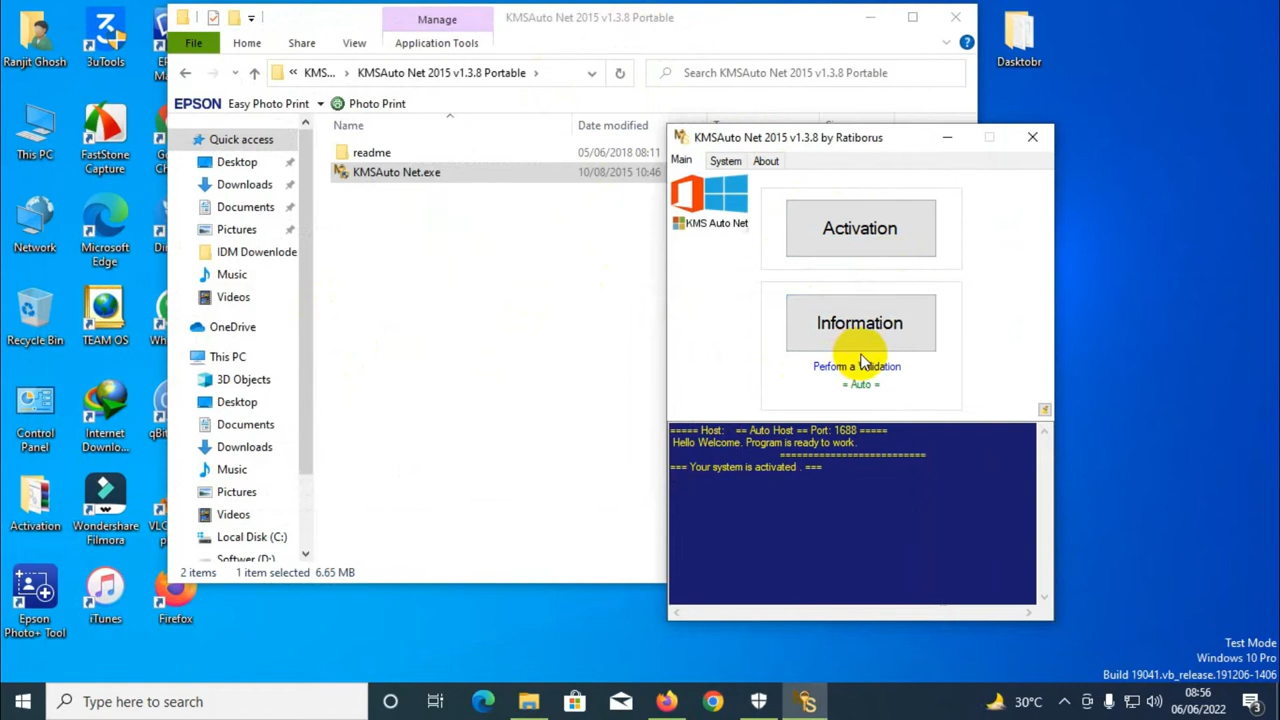 Ranjit Ghosh
3uTools
This PC
FastStone
Capture
Network
Microsoft
Edge
Recycle Bin
TEAM OS
Control
Panel
Internet
Downlo...
Activation
Wondershare
Filmora
Epson
Photo+ Tool
iTunes
Firefox
Dasktobr
Manage
KMSAuto Net 2015 v1.3.8 Portable
File
Home
Share
View
Application Tools
« KMS... > KMSAuto Net 2015 v1.3.8 Portable >
Search KMSAuto Net 2015 v1.3.8 Portable
EPSON Easy Photo Print Photo Print
Quick access
Desktop
Downloads
Documents
Pictures
IDM Dowenlode
Music
Videos
OneDrive
This PC
3D Objects
Desktop
Documents
Downloads
Music
Pictures
Videos
Local Disk (C:)
Softwer (D:)
Name
Date modified
readme
05/06/2018 08:11
KMSAuto Net.exe
10/08/2015 10:46
2 items 1 item selected 6.65 MB
KMSAuto Net 2015 v1.3.8 by Ratiborus
Main System About
KMS Auto Net
Activation
Information
Perform a Validation
= Auto =
===== Host: == Auto Host == Port: 1688 =====
Hello Welcome. Program is ready to work.
==========================
=== Your system is activated . ===
Test Mode
Windows 10 Pro
Build 19041.vb_release.191206-1406
Type here to search
30°C
08:56
06/06/2022
3